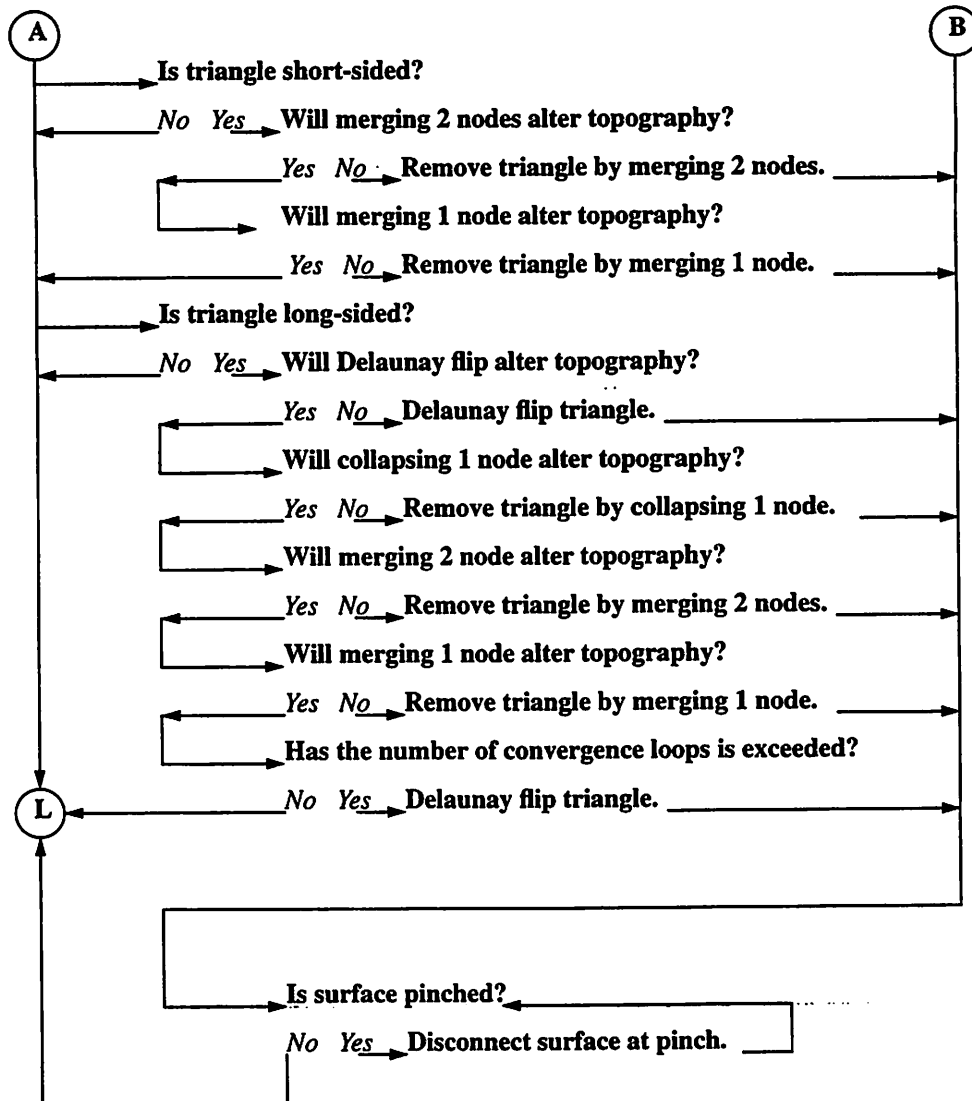 A B
Is triangle short-sided?
No Yes Will merging 2 nodes alter topography?
Yes No Remove triangle by merging 2 nodes.
Will merging 1 node alter topography?
Yes No Remove triangle by merging 1 node.
Is triangle long-sided?
No Yes Will Delaunay flip alter topography?
Yes No Delaunay flip triangle.
Will collapsing 1 node alter topography?
Yes No Remove triangle by collapsing 1 node.
Will merging 2 node alter topography?
Yes No Remove triangle by merging 2 nodes.
Will merging 1 node alter topography?
Yes No Remove triangle by merging 1 node.
Has the number of convergence loops is exceeded?
L No Yes Delaunay flip triangle.
Is surface pinched?
No Yes Disconnect surface at pinch.